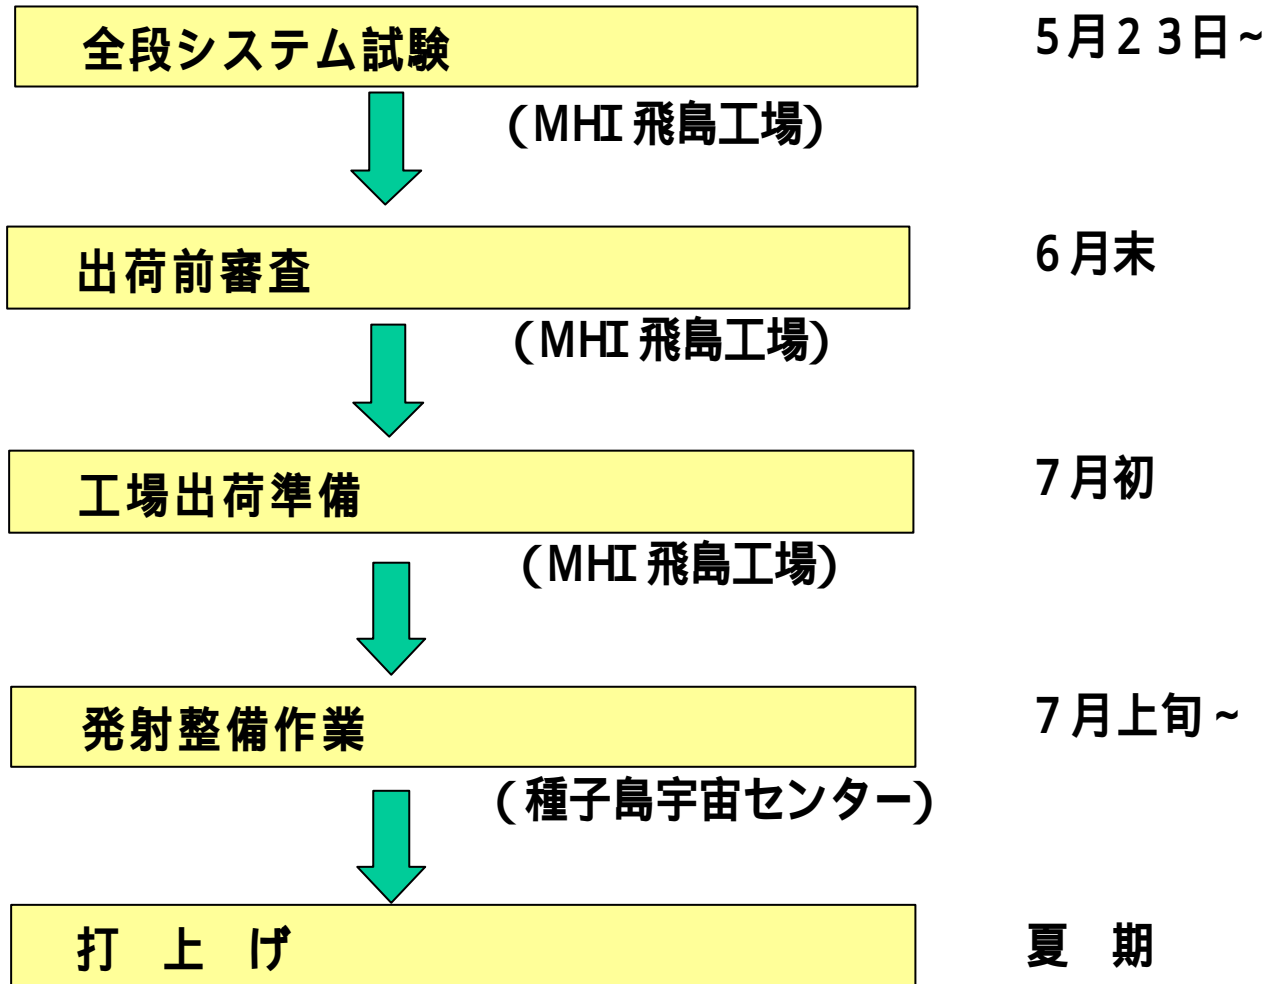 全段システム試験
5月23日~
(MHI 飛島工場)
出荷前審査
6月末
(MHI 飛島工場)
工場出荷準備
7月初
(MHI 飛島工場)
発射整備作業
7月上旬~
(種子島宇宙センター)
打 上 げ
夏 期